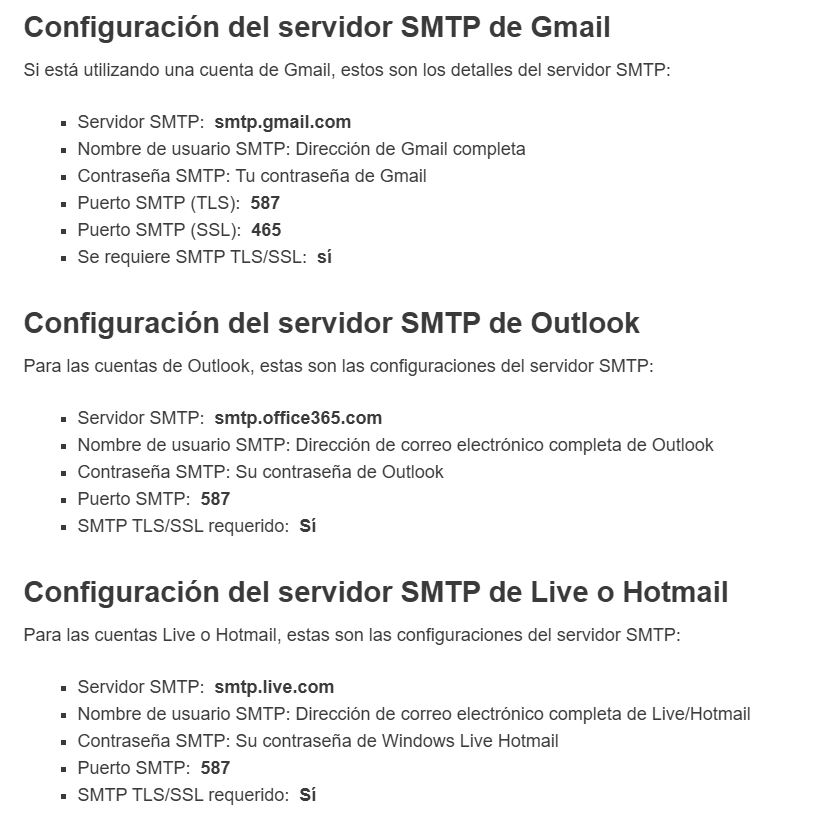 Configuración del servidor SMTP de Gmail
Si está utilizando una cuenta de Gmail, estos son los detalles del servidor SMTP:
▪ Servidor SMTP: smtp.gmail.com
▪ Nombre de usuario SMTP: Dirección de Gmail completa
▪ Contraseña SMTP: Tu contraseña de Gmail
▪ Puerto SMTP (TLS): 587
▪ Puerto SMTP (SSL): 465
▪ Se requiere SMTP TLS/SSL: sí
Configuración del servidor SMTP de Outlook
Para las cuentas de Outlook, estas son las configuraciones del servidor SMTP:
▪ Servidor SMTP: smtp.office365.com
▪ Nombre de usuario SMTP: Dirección de correo electrónico completa de Outlook
▪ Contraseña SMTP: Su contraseña de Outlook
▪ Puerto SMTP: 587
▪ SMTP TLS/SSL requerido: Sí
Configuración del servidor SMTP de Live o Hotmail
Para las cuentas Live o Hotmail, estas son las configuraciones del servidor SMTP:
▪ Servidor SMTP: smtp.live.com
▪ Nombre de usuario SMTP: Dirección de correo electrónico completa de Live/Hotmail
▪ Contraseña SMTP: Su contraseña de Windows Live Hotmail
▪ Puerto SMTP: 587
▪ SMTP TLS/SSL requerido: Sí